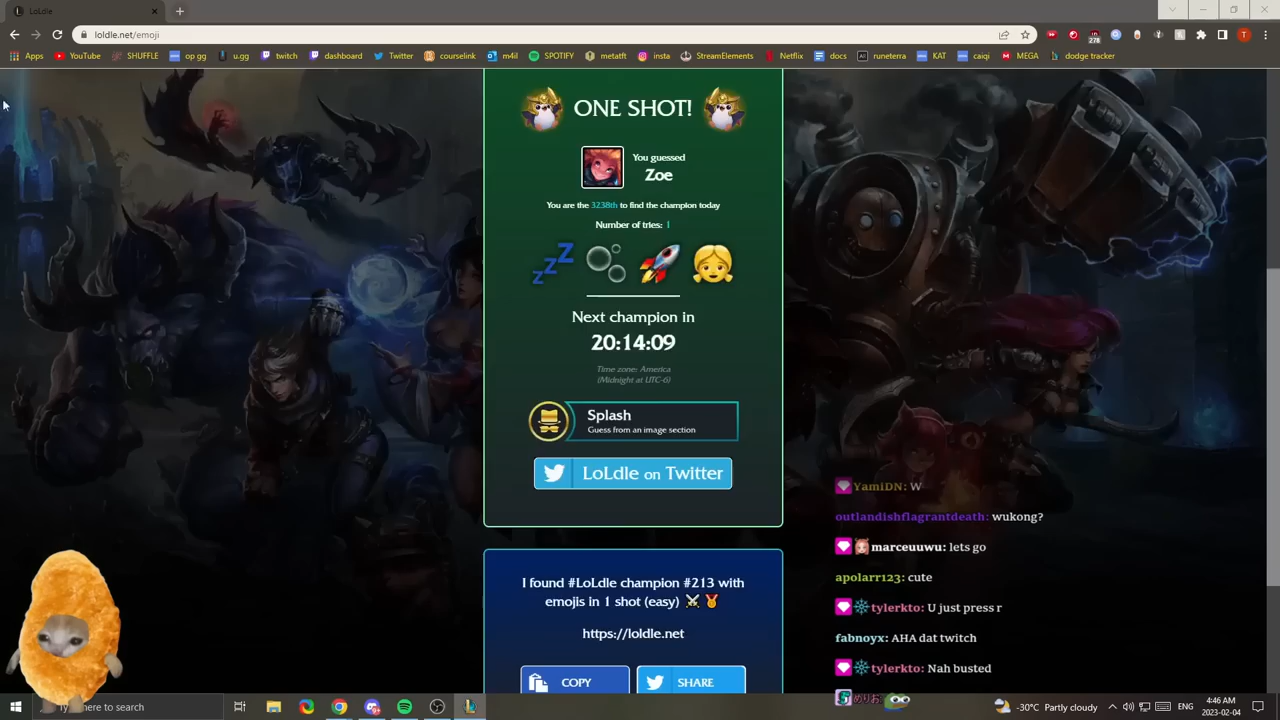 LoLdle
loldle.net/emoji
278
T
Apps YouTube SHUFFLE op gg u.gg twitch dashboard Twitter courselink m4il SPOTIFY metatft insta StreamElements Netflix docs runeterra KAT caiqi MEGA dodge tracker
ONE SHOT!
You guessed
Zoe
You are the 3238th to find the champion today
Number of tries: 1
Next champion in
20:14:09
Time zone: America
(Midnight at UTC-6)
Splash
Guess from an image section
LoLdle on Twitter
I found #LoLdle champion #213 with
emojis in 1 shot (easy) ⚔️ 🏅
https://loldle.net
COPY
SHARE
YamiDN: W
outlandishflagrantdeath: wukong?
marceuuwu: lets go
apolarr123: cute
tylerkto: U just press r
fabnoyx: AHA dat twitch
tylerkto: Nah busted
めりお
here to search
-30°C Partly cloudy
ENG
4:46 AM
2023-02-04